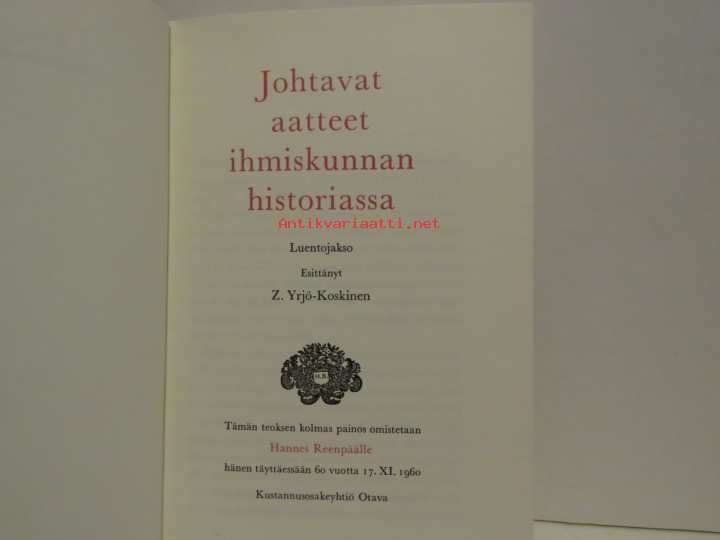 Johtavat
aatteet
ihmiskunnan
historiassa
Antikvariaatti.net
Luentojakso
Esittänyt
Z. Yrjö-Koskinen
H.R.
Tämän teoksen kolmas painos omistetaan
Hannes Reenpäälle
hänen täyttäessään 60 vuotta 17. XI. 1960
Kustannusosakeyhtiö Otava